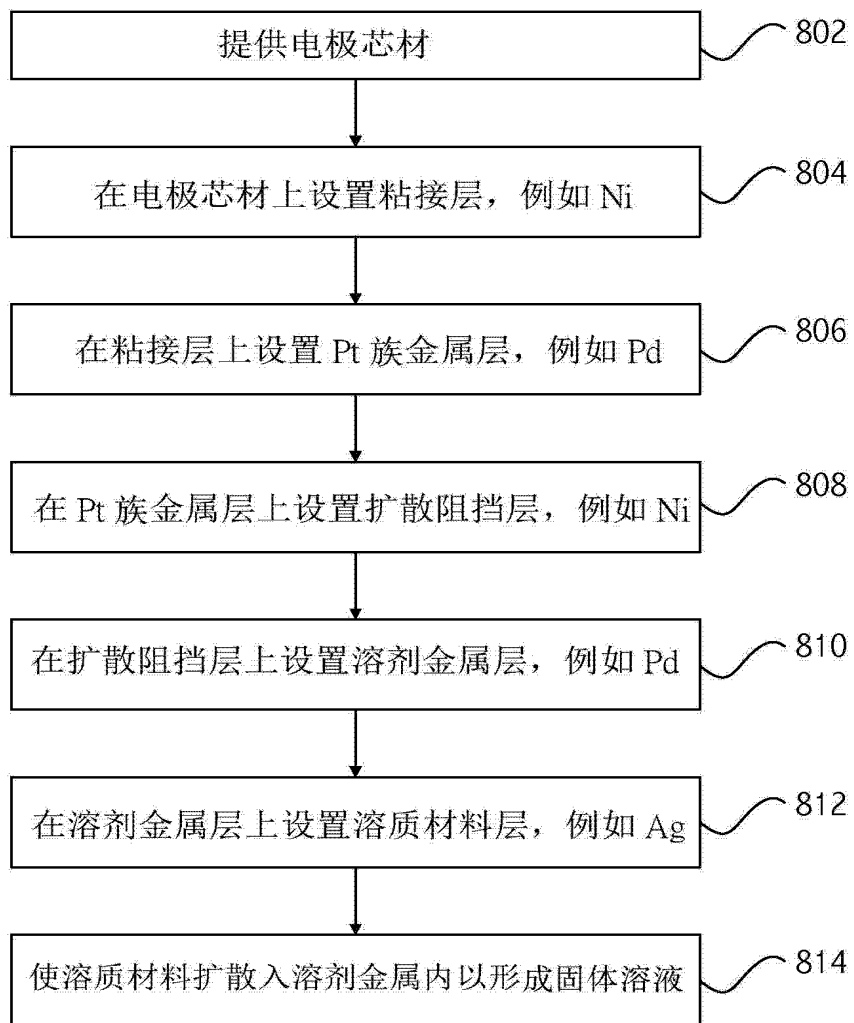 提供电极芯材
802
在电极芯材上设置粘接层，例如 Ni
804
在粘接层上设置 Pt 族金属层，例如 Pd
806
在 Pt 族金属层上设置扩散阻挡层，例如 Ni
808
在扩散阻挡层上设置溶剂金属层，例如 Pd
810
在溶剂金属层上设置溶质材料层，例如 Ag
812
使溶质材料扩散入溶剂金属内以形成固体溶液
814